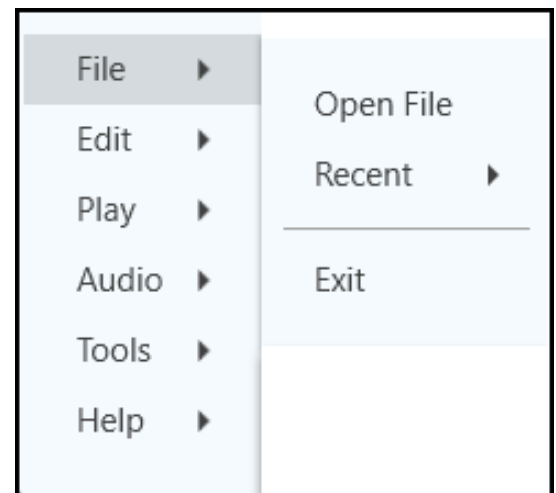 File
Edit
Play
Audio
Tools
Help
Open File
Recent
Exit